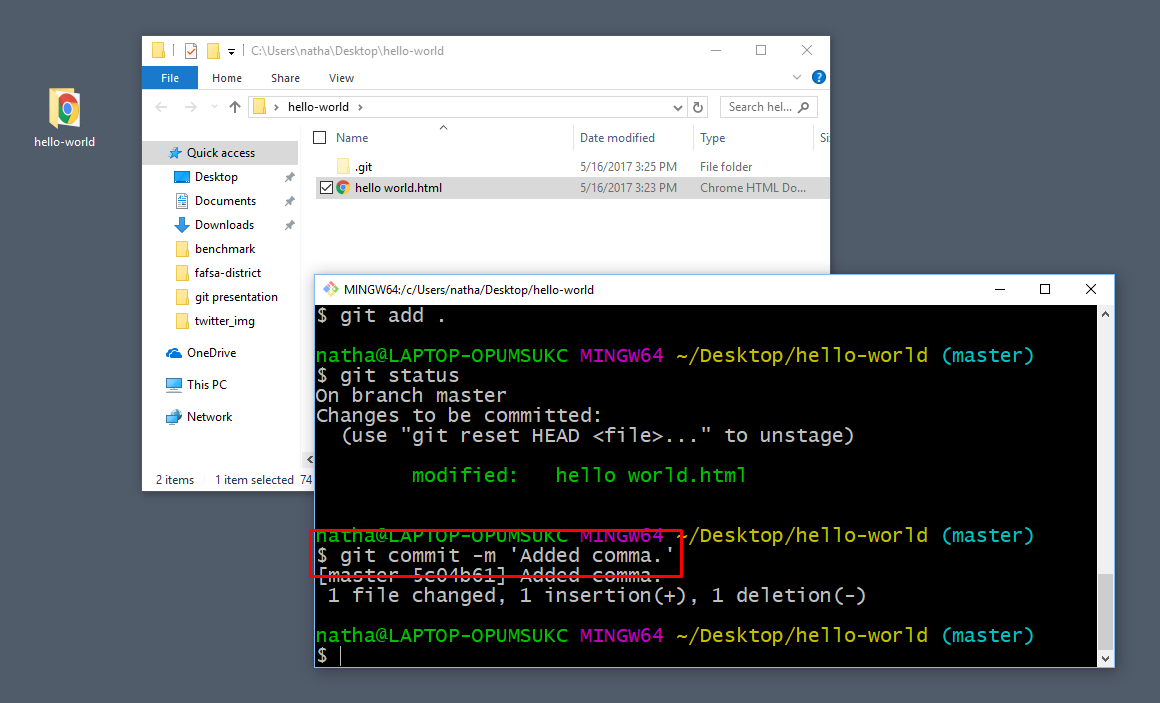 C:\Users\natha\Desktop\hello-world
File Home Share View
hello-world
hello-world
Search hel...
Name Date modified Type Si
Quick access
.git 5/16/2017 3:25 PM File folder
hello world.html 5/16/2017 3:23 PM Chrome HTML Do...
Desktop
Documents
Downloads
benchmark
fafsa-district
git presentation
twitter_img
OneDrive
This PC
Network
2 items 1 item selected 74
MINGW64:/c/Users/natha/Desktop/hello-world
$ git add .
natha@LAPTOP-OPUMSUKC MINGW64 ~/Desktop/hello-world (master)
$ git status
On branch master
Changes to be committed:
(use "git reset HEAD <file>..." to unstage)
modified: hello world.html
natha@LAPTOP-OPUMSUKC MINGW64 ~/Desktop/hello-world (master)
$ git commit -m 'Added comma.'
[master 5c04b61] Added comma.
1 file changed, 1 insertion(+), 1 deletion(-)
natha@LAPTOP-OPUMSUKC MINGW64 ~/Desktop/hello-world (master)
$